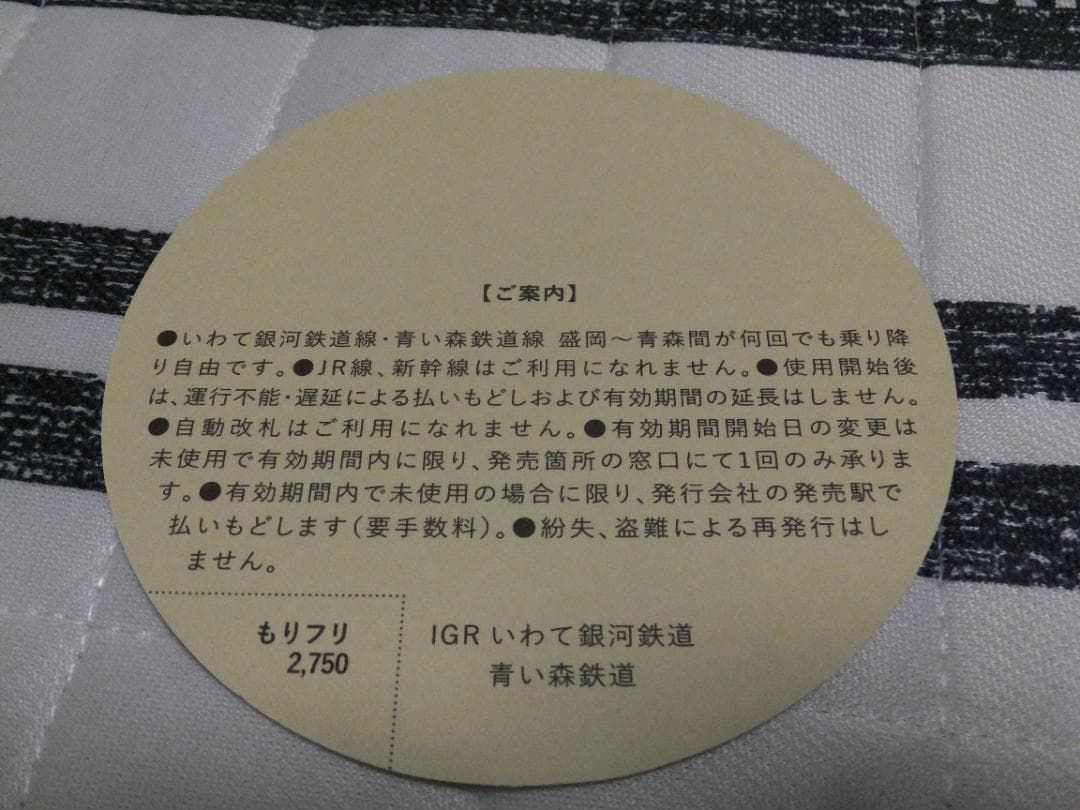 【ご案内】
●いわて銀河鉄道線・青い森鉄道線 盛岡～青森間が何回でも乗り降
り自由です。●JR線、新幹線はご利用になれません。●使用開始後
は、運行不能・遅延による払いもどしおよび有効期間の延長はしません。
●自動改札はご利用になれません。●有効期間開始日の変更は
未使用で有効期間内に限り、発売箇所の窓口にて1回のみ承りま
す。●有効期間内で未使用の場合に限り、発行会社の発売駅で
払いもどします(要手数料)。●紛失、盗難による再発行はし
ません。
もりフリ
2,750
IGR いわて銀河鉄道
青い森鉄道